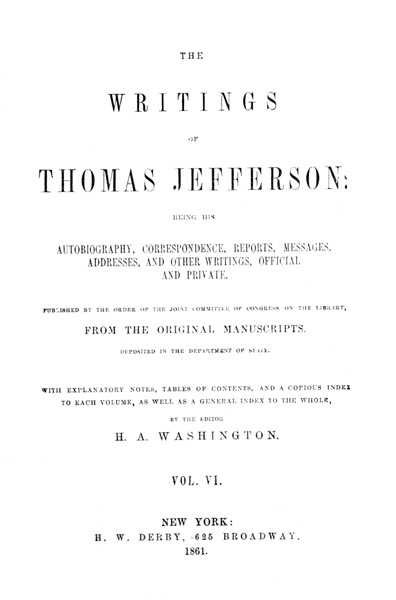 THE
WRITINGS
OF
THOMAS JEFFERSON:
BEING HIS
AUTOBIOGRAPHY, CORRESPONDENCE, REPORTS, MESSAGES,
ADDRESSES, AND OTHER WRITINGS, OFFICIAL
AND PRIVATE.
PUBLISHED BY THE ORDER OF THE JOINT COMMITTEE OF CONGRESS ON THE LIBRARY,
FROM THE ORIGINAL MANUSCRIPTS.
DEPOSITED IN THE DEPARTMENT OF STATE.
WITH EXPLANATORY NOTES, TABLES OF CONTENTS, AND A COPIOUS INDEX
TO EACH VOLUME, AS WELL AS A GENERAL INDEX TO THE WHOLE,
BY THE EDITOR
H. A. WASHINGTON.
VOL. VI.
NEW YORK:
H. W. DERBY, 625 BROADWAY.
1861.